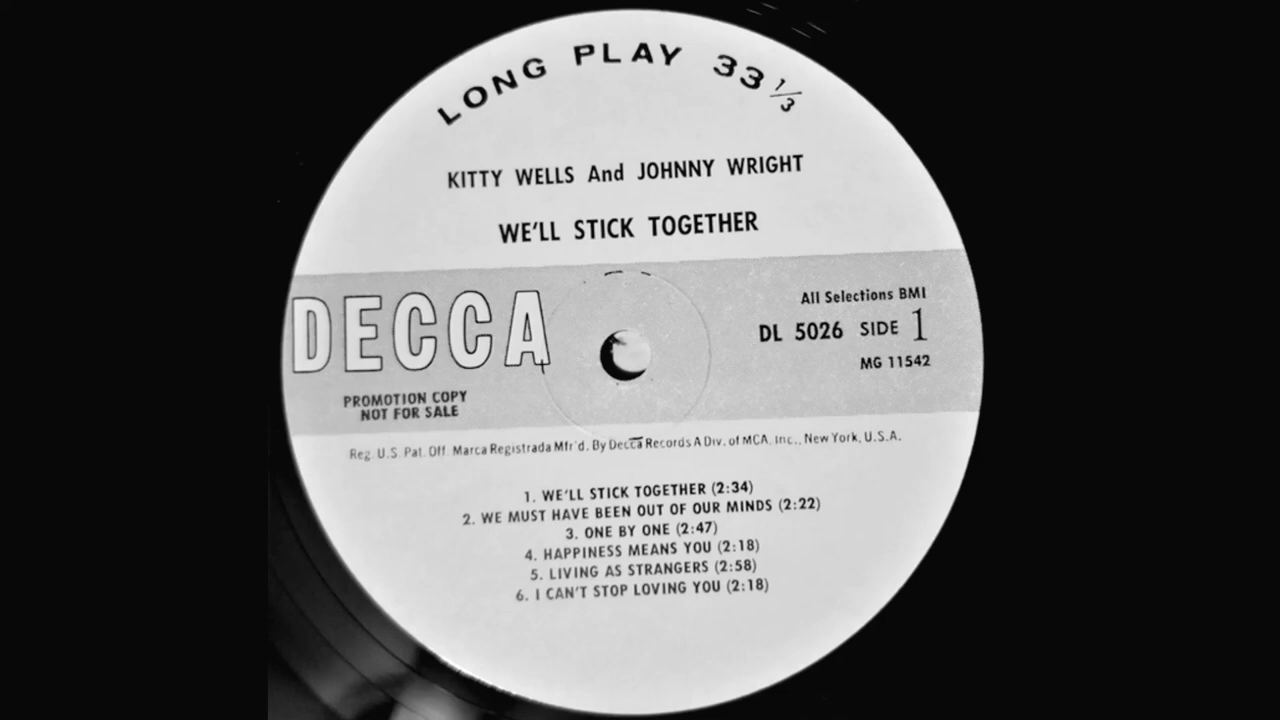 LONG PLAY 33 1/3
KITTY WELLS And JOHNNY WRIGHT
WE'LL STICK TOGETHER
DECCA
All Selections BMI
DL 5026 SIDE 1
MG 11542
PROMOTION COPY
NOT FOR SALE
Reg. U.S. Pat. Off. Marca Registrada Mfr'd. By Decca Records A Div. of MCA, Inc., New York, U.S.A.
1. WE'LL STICK TOGETHER (2:34)
2. WE MUST HAVE BEEN OUT OF OUR MINDS (2:22)
3. ONE BY ONE (2:47)
4. HAPPINESS MEANS YOU (2:18)
5. LIVING AS STRANGERS (2:58)
6. I CAN'T STOP LOVING YOU (2:18)